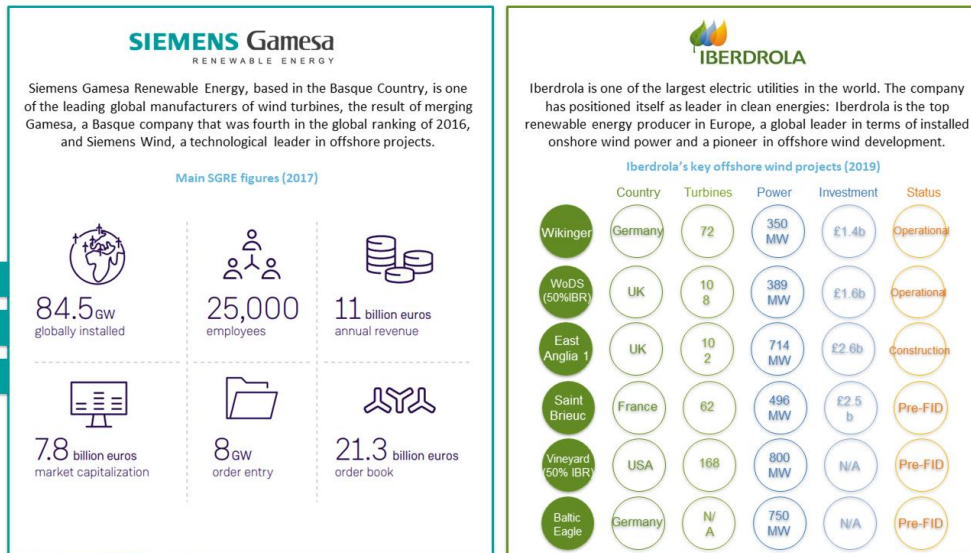 SIEMENS Gamesa
RENEWABLE ENERGY
Siemens Gamesa Renewable Energy, based in the Basque Country, is one
of the leading global manufacturers of wind turbines, the result of merging
Gamesa, a Basque company that was fourth in the global ranking of 2016,
and Siemens Wind, a technological leader in offshore projects.
Main SGRE figures (2017)
84.5 GW
globally installed
25,000
employees
11 billion euros
annual revenue
7.8 billion euros
market capitalization
8 GW
order entry
21.3 billion euros
order book
IBERDROLA
Iberdrola is one of the largest electric utilities in the world. The company
has positioned itself as leader in clean energies: Iberdrola is the top
renewable energy producer in Europe, a global leader in terms of installed
onshore wind power and a pioneer in offshore wind development.
Iberdrola's key offshore wind projects (2019)
Country Turbines Power Investment Status
Wikinger Germany 72 350
MW £1.4b Operational
WoDS
(50%IBR) UK 10
8 389
MW £1.6b Operational
East
Anglia 1 UK 10
2 714
MW £2.6b Construction
Saint
Brieuc France 62 496
MW £2.5
b Pre-FID
Vineyard
(50% IBR) USA 168 800
MW N/A Pre-FID
Baltic
Eagle Germany N/
A 750
MW N/A Pre-FID